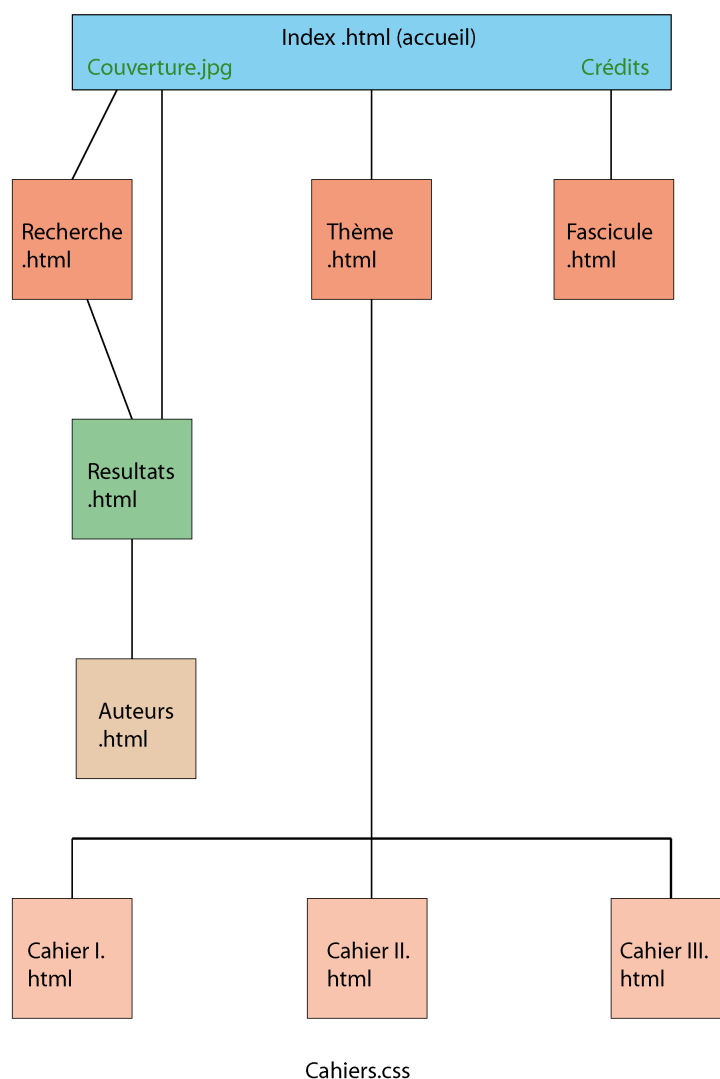 Index .html (accueil)
Couverture.jpg
Crédits
Recherche
.html
Thème
.html
Fascicule
.html
Resultats
.html
Auteurs
.html
Cahier I.
html
Cahier II.
html
Cahier III.
html
Cahiers.css